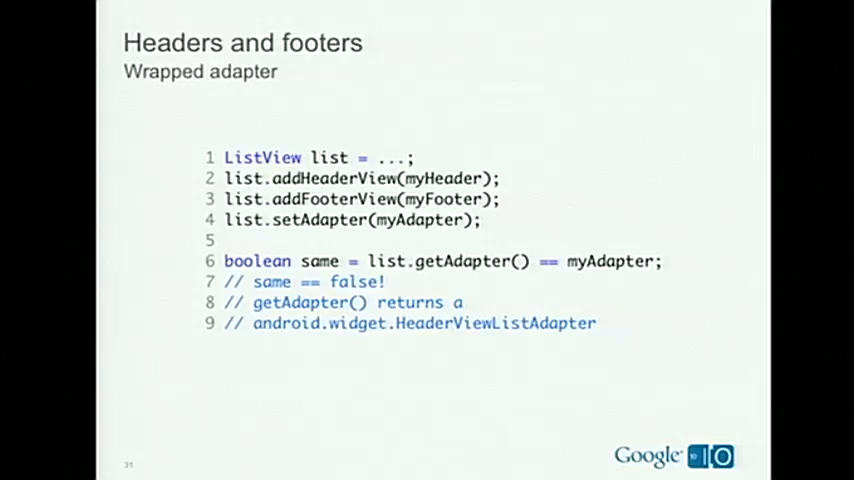 Headers and footers
Wrapped adapter
1 ListView list = ...;
2 list.addHeaderView(myHeader);
3 list.addFooterView(myFooter);
4 list.setAdapter(myAdapter);
5
6 boolean same = list.getAdapter() == myAdapter;
7 // same == false!
8 // getAdapter() returns a
9 // android.widget.HeaderViewListAdapter
31
Google 10 IO